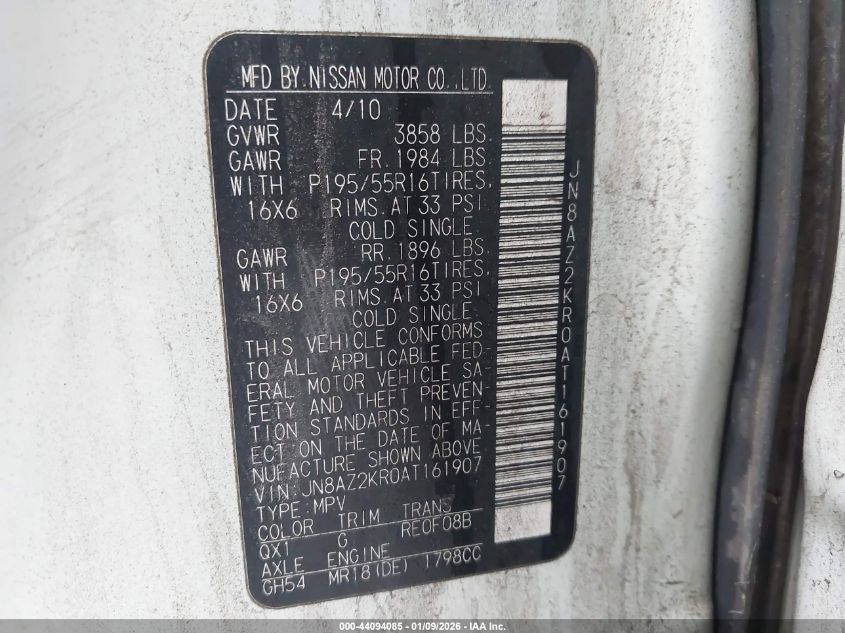 MFD BY NISSAN MOTOR CO.,LTD.
DATE 4/10
GVWR 3858 LBS.
GAWR FR. 1984 LBS.
WITH P195/55R16TIRES,
16X6 RIMS. AT 33 PSI
COLD SINGLE
GAWR RR. 1896 LBS.
WITH P195/55R16TIRES,
16X6 RIMS. AT 33 PSI
COLD SINGLE
THIS VEHICLE CONFORMS
TO ALL APPLICABLE FED-
ERAL MOTOR VEHICLE SA-
FETY AND THEFT PREVEN-
TION STANDARDS IN EFF-
ECT ON THE DATE OF MA-
NUFACTURE SHOWN ABOVE
VIN: JN8AZ2KR0AT161907
TYPE: MPV
COLOR TRIM TRANS
QX1 G RE0F08B
AXLE ENGINE
GH54 MR18(DE) 1798CC
JN8AZ2KR0AT161907
000-44094085 - 01/09/2026 - IAA Inc.